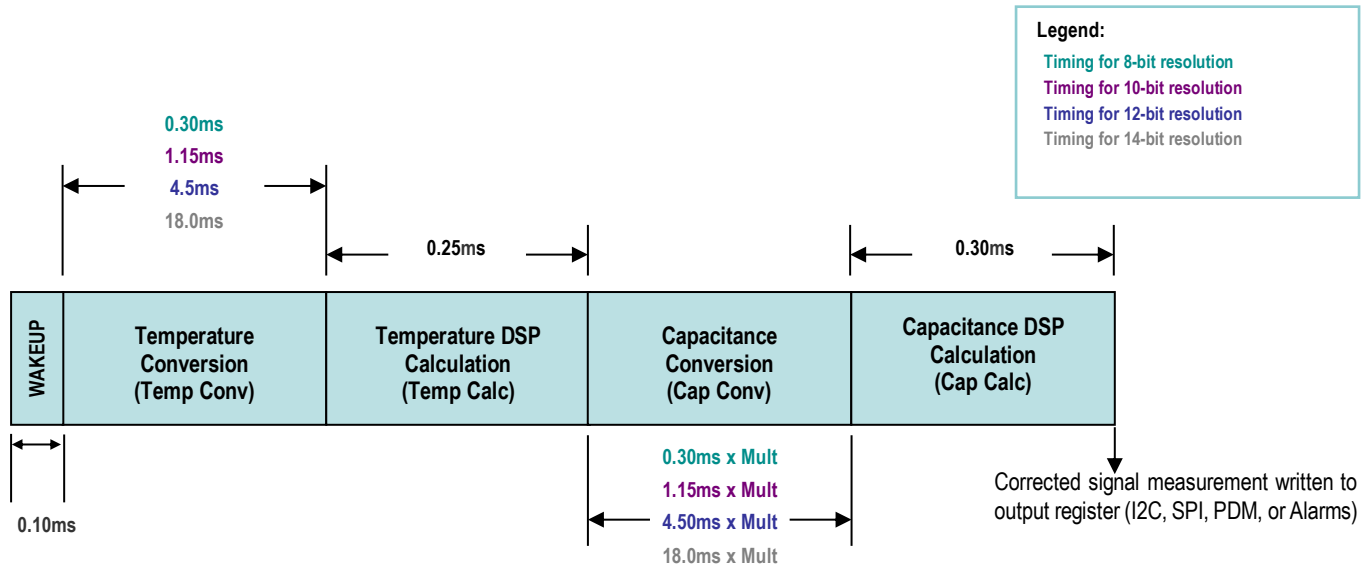 Legend:
Timing for 8-bit resolution
Timing for 10-bit resolution
Timing for 12-bit resolution
Timing for 14-bit resolution
0.30ms
1.15ms
4.5ms
18.0ms
0.25ms
0.30ms
WAKEUP
Temperature
Conversion
(Temp Conv)
Temperature DSP
Calculation
(Temp Calc)
Capacitance
Conversion
(Cap Conv)
Capacitance DSP
Calculation
(Cap Calc)
0.10ms
0.30ms x Mult
1.15ms x Mult
4.50ms x Mult
18.0ms x Mult
Corrected signal measurement written to
output register (I2C, SPI, PDM, or Alarms)